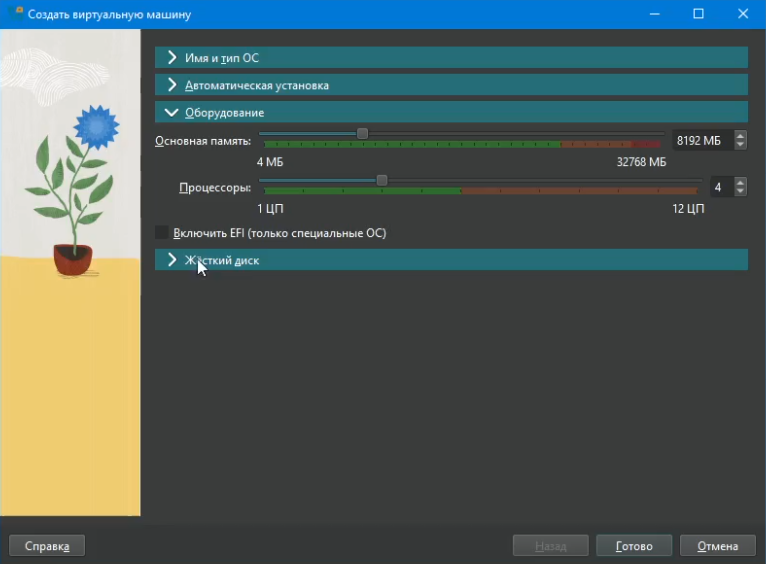 Создать виртуальную машину
Имя и тип ОС
Автоматическая установка
Оборудование
Основная память: 8192 МБ
4 МБ 32768 МБ
Процессоры: 4
1 ЦП 12 ЦП
Включить EFI (только специальные ОС)
Жёсткий диск
Справка Назад Готово Отмена